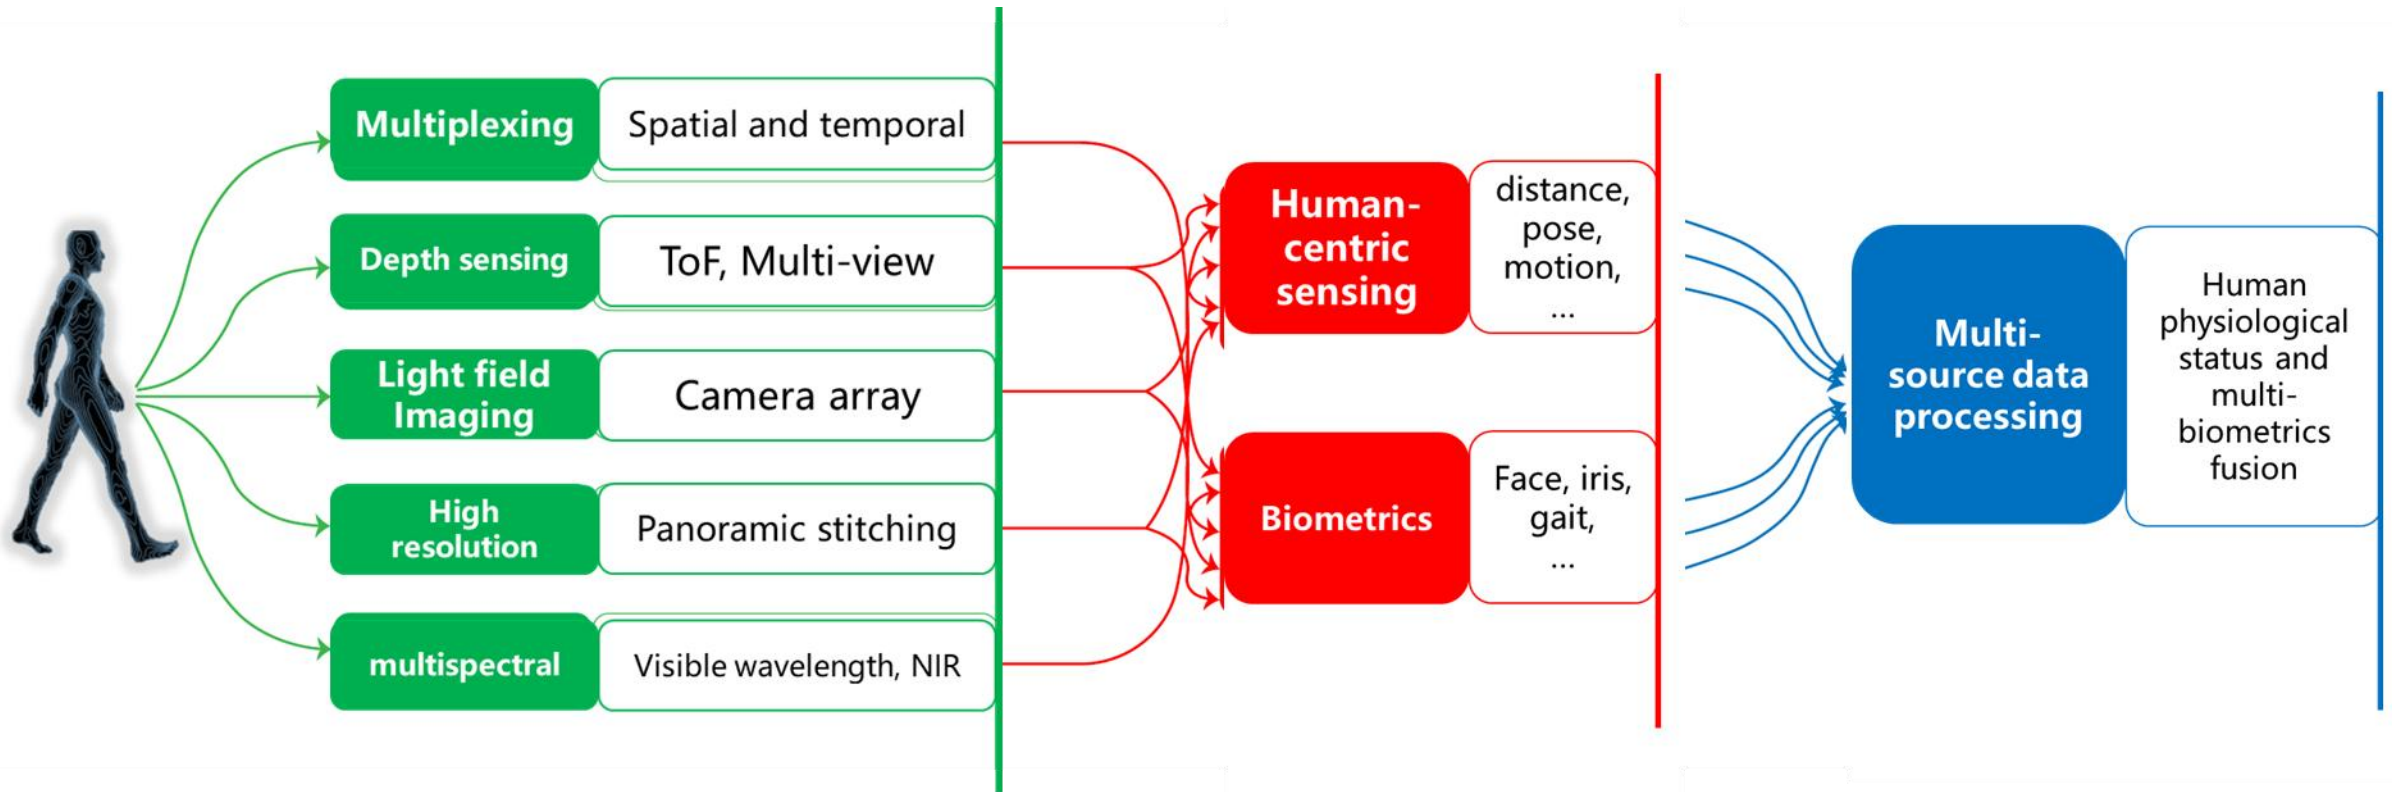 Multiplexing
Spatial and temporal
Depth sensing
ToF, Multi-view
Light field
Imaging
Camera array
High
resolution
Panoramic stitching
multispectral
Visible wavelength, NIR
Human-
centric
sensing
distance,
pose,
motion,
...
Biometrics
Face, iris,
gait,
...
Multi-
source data
processing
Human
physiological
status and
multi-
biometrics
fusion